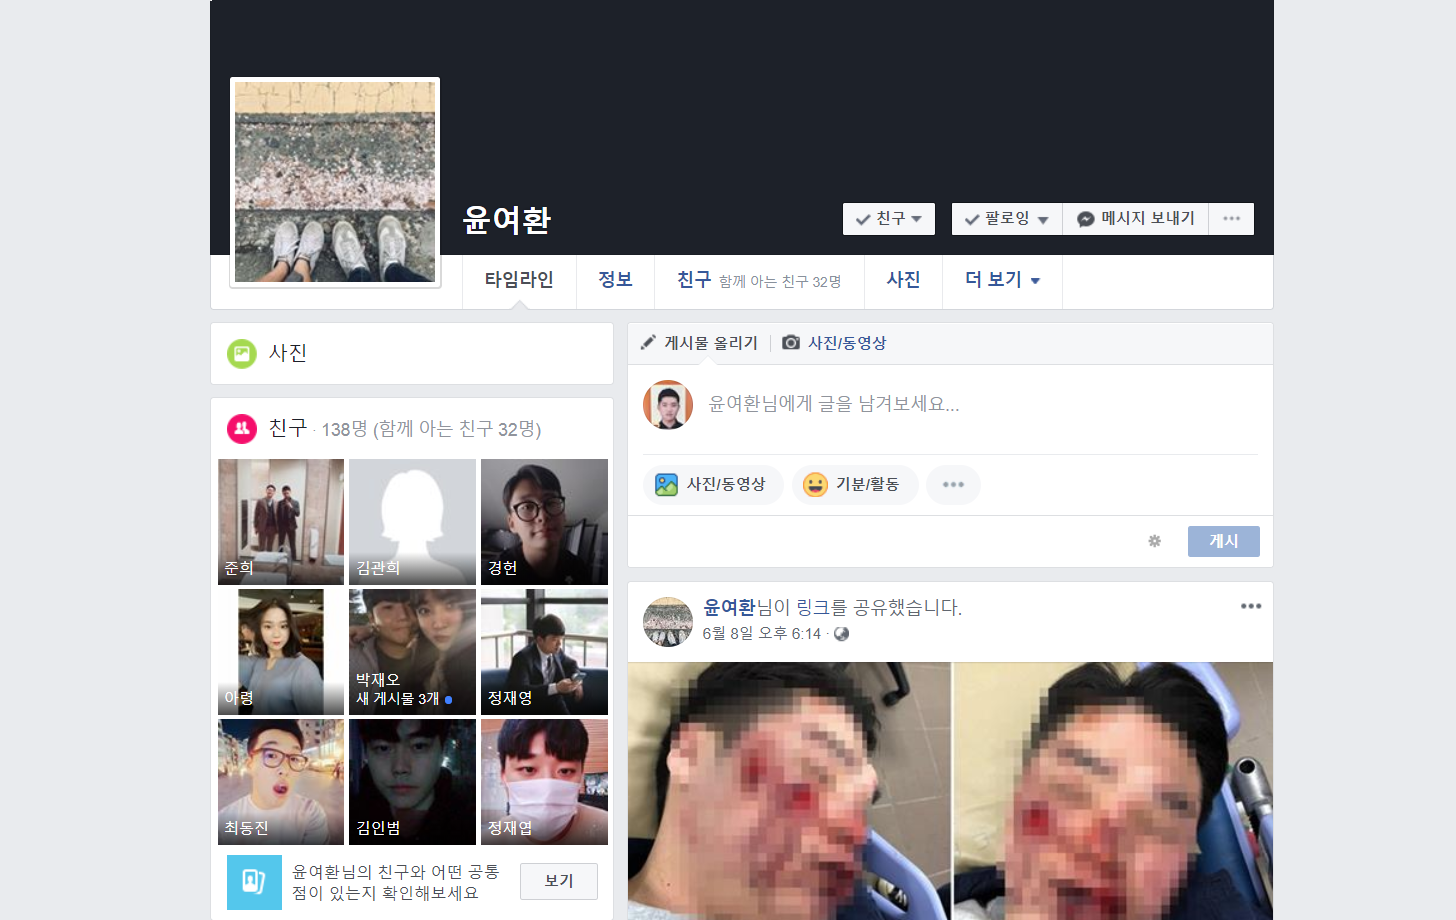 윤여환
친구
팔로잉
메시지 보내기
타임라인
정보
친구 함께 아는 친구 32명
사진
더 보기
사진
친구 · 138명 (함께 아는 친구 32명)
준희
김관희
경헌
아령
박재오
새 게시물 3개
정재영
최동진
김인범
정재엽
윤여환님의 친구와 어떤 공통
점이 있는지 확인해보세요
보기
게시물 올리기
사진/동영상
윤여환님에게 글을 남겨보세요...
사진/동영상
기분/활동
게시
윤여환님이 링크를 공유했습니다.
6월 8일 오후 6:14 ·